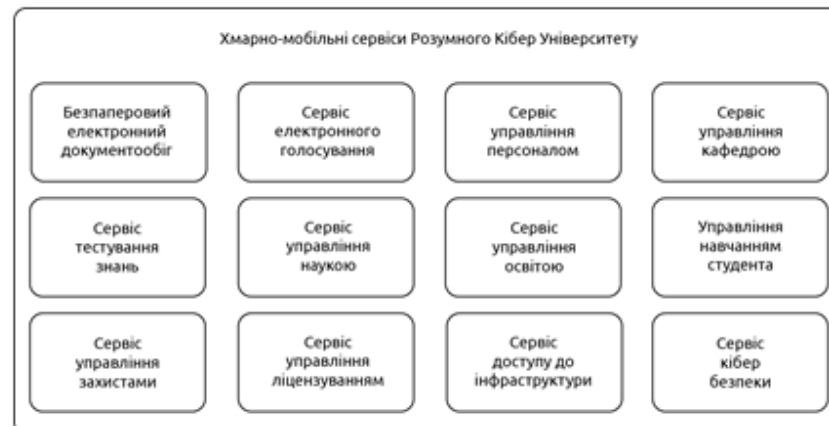 Хмарно-мобільні сервіси Розумного Кібер Університету
Безпаперовий
електронний
документообіг
Сервіс
електронного
голосування
Сервіс
управління
персоналом
Сервіс
управління
кафедрою
Сервіс
тестування
знань
Сервіс
управління
наукою
Сервіс
управління
освітою
Управління
навчанням
студента
Сервіс
управління
захистами
Сервіс
управління
ліцензуванням
Сервіс
доступу до
інфраструктури
Сервіс
кібер
безпеки